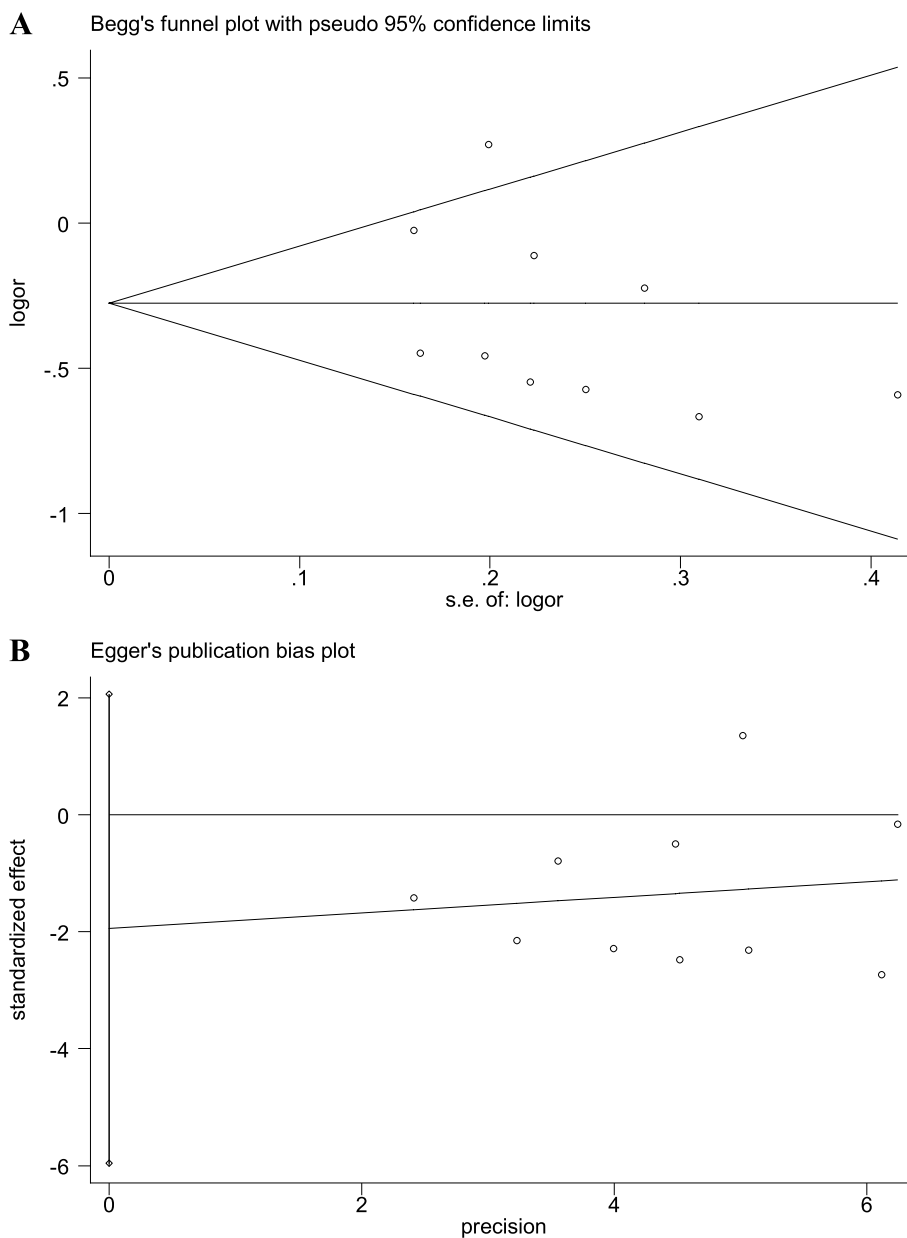 A
Begg's funnel plot with pseudo 95% confidence limits
.5
0
-.5
-1
logor
0 .1 .2 .3 .4
s.e. of: logor
B
Egger's publication bias plot
2
0
-2
-4
-6
standardized effect
0 2 4 6
precision